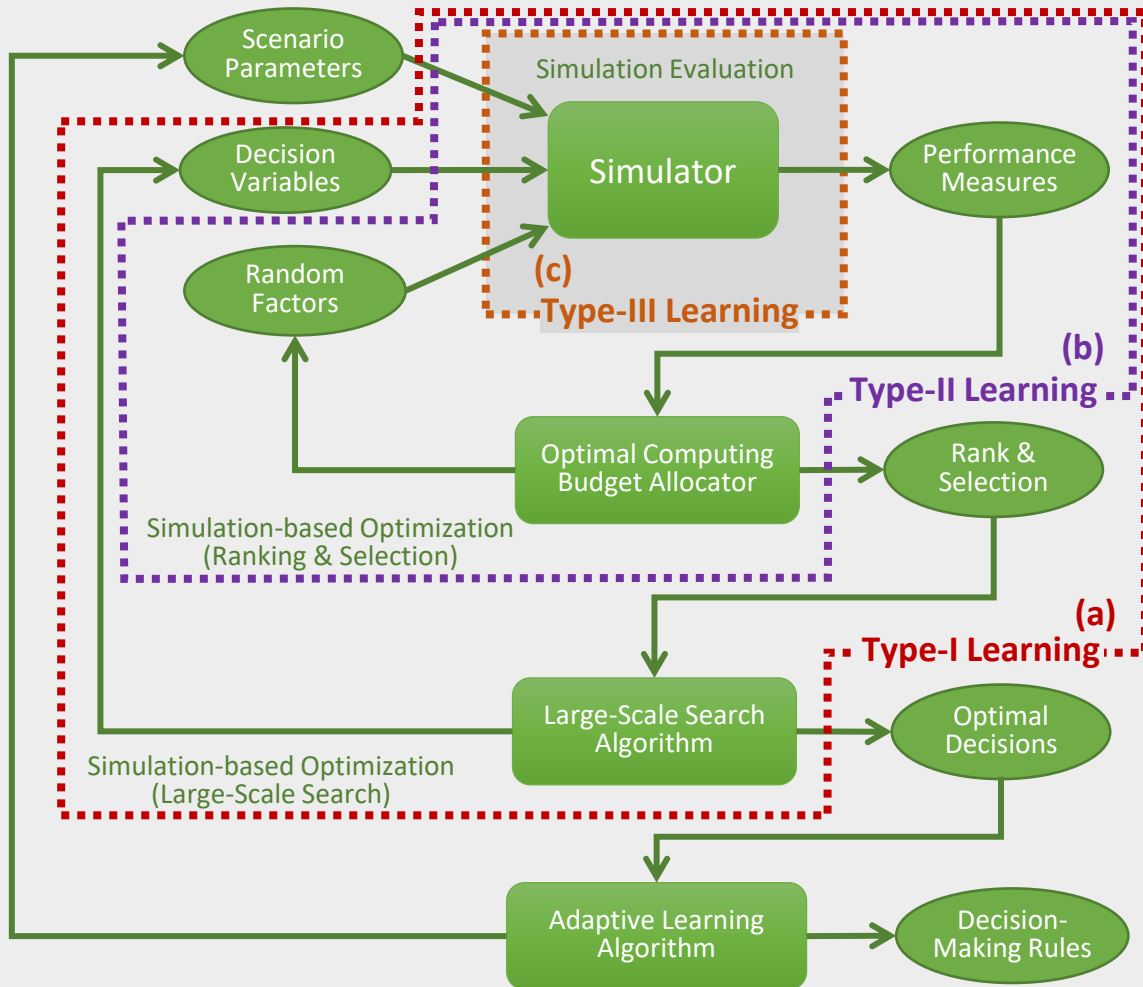 Scenario
Parameters
Simulation Evaluation
Decision
Variables
Simulator
Performance
Measures
Random
Factors
(c)
Type-III Learning
(b)
Type-II Learning
Optimal Computing
Budget Allocator
Rank &
Selection
Simulation-based Optimization
(Ranking & Selection)
(a)
Type-I Learning
Large-Scale Search
Algorithm
Optimal
Decisions
Simulation-based Optimization
(Large-Scale Search)
Adaptive Learning
Algorithm
Decision-
Making Rules